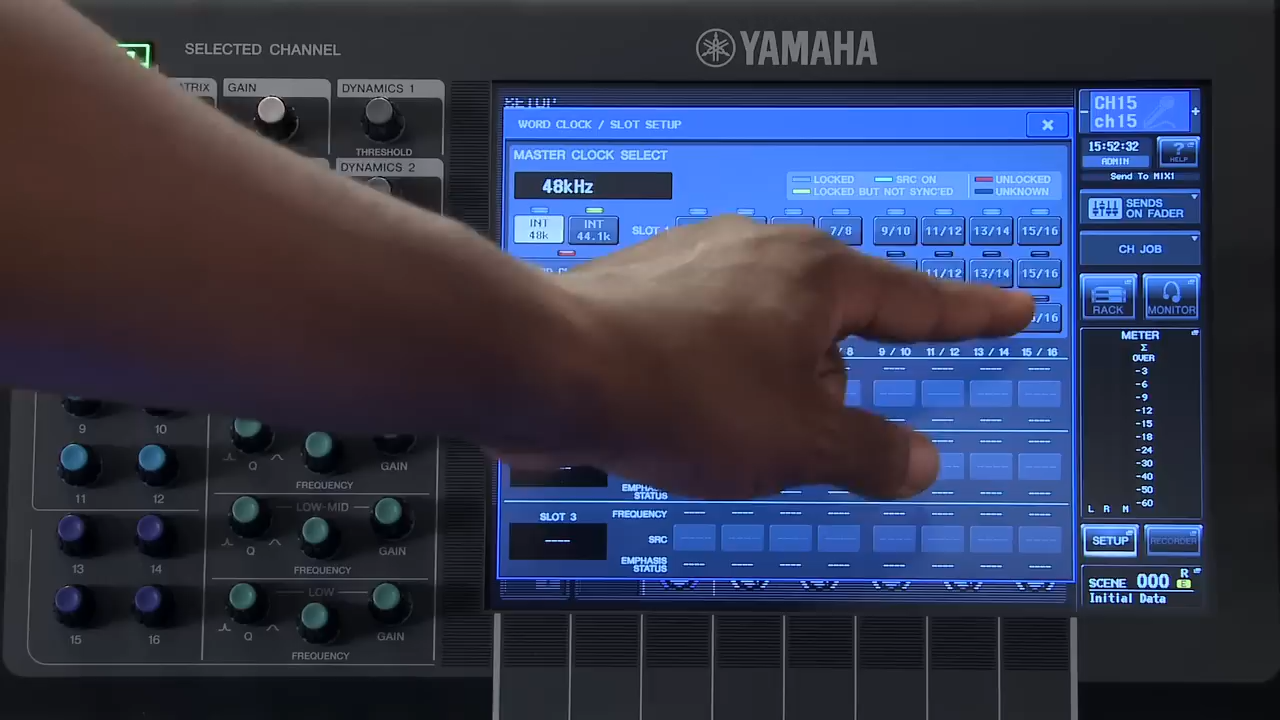 SELECTED CHANNEL
YAMAHA
GAIN
DYNAMICS 1
THRESHOLD
DYNAMICS 2
9
10
11
12
13
14
15
16
Q
FREQUENCY
GAIN
LOW-MID
Q
FREQUENCY
GAIN
LOW
Q
FREQUENCY
GAIN
SETUP
WORD CLOCK / SLOT SETUP
×
MASTER CLOCK SELECT
48kHz
LOCKED SRC ON UNLOCKED
LOCKED BUT NOT SYNC'ED UNKNOWN
INT 48k
INT 44.1k
7/8 9/10 11/12 13/14 15/16
11/12 13/14 15/16
9 / 10 11 / 12 13 / 14 15 / 16
STATUS
SLOT 3
----
FREQUENCY
SRC
EMPHASIS
STATUS
CH15
ch15
- +
15:52:32
ADMIN
?
HELP
Send To MIX1
SENDS
ON FADER
CH JOB
RACK
MONITOR
METER
Σ
OVER
-3
-6
-9
-12
-15
-18
-24
-30
-40
-50
-60
L R M
SETUP
RECORDER
SCENE 000 R E
Initial Data